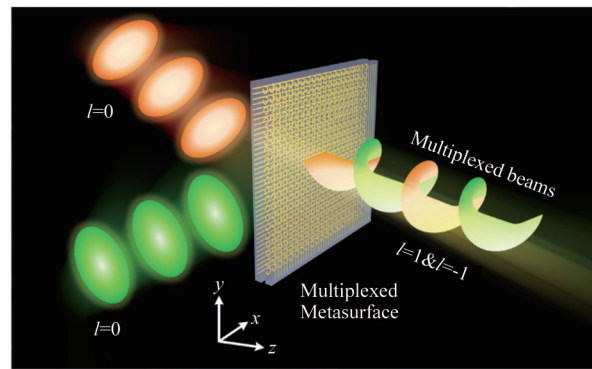 l=0
Multiplexed beams
l=1&l=-1
l=0
Multiplexed
Metasurface
y
x
z